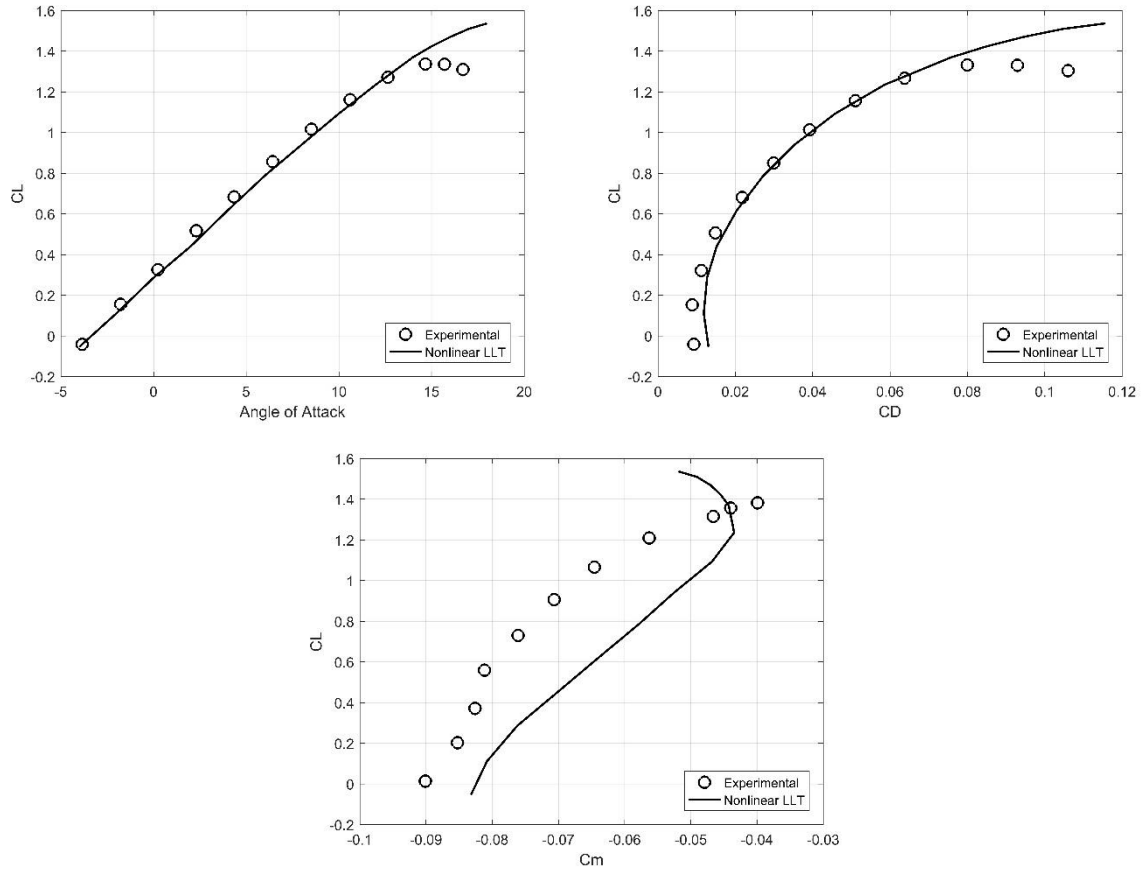 1.6
1.4
1.2
1
0.8
0.6
0.4
0.2
0
-0.2
CL
-5 0 5 10 15 20
Angle of Attack
Experimental
Nonlinear LLT
1.6
1.4
1.2
1
0.8
0.6
0.4
0.2
0
-0.2
CL
0 0.02 0.04 0.06 0.08 0.1 0.12
CD
Experimental
Nonlinear LLT
1.6
1.4
1.2
1
0.8
0.6
0.4
0.2
0
-0.2
CL
-0.1 -0.09 -0.08 -0.07 -0.06 -0.05 -0.04 -0.03
Cm
Experimental
Nonlinear LLT